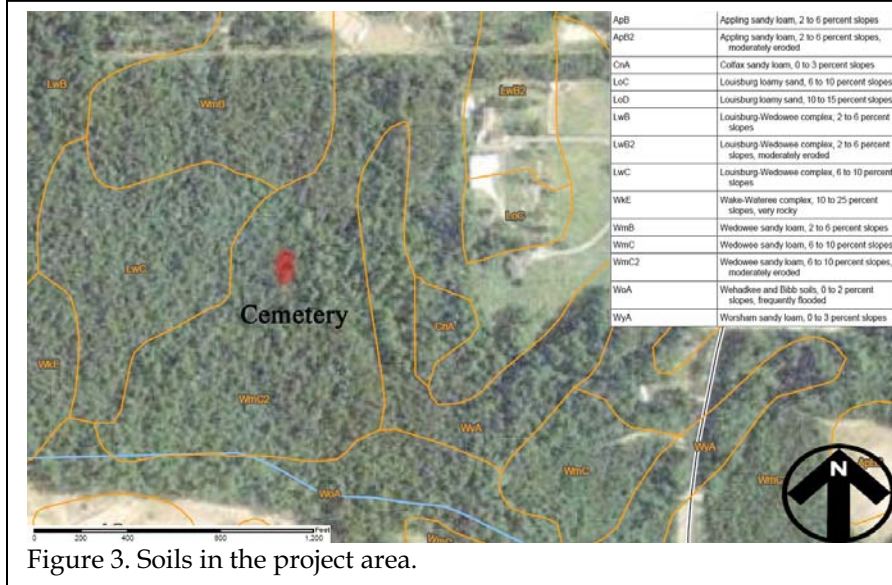 ApB Appling sandy loam, 2 to 6 percent slopes
ApB2 Appling sandy loam, 2 to 6 percent slopes,
moderately eroded
CnA Colfax sandy loam, 0 to 3 percent slopes
LoC Louisburg loamy sand, 6 to 10 percent slopes
LoD Louisburg loamy sand, 10 to 15 percent slopes
LwB Louisburg-Wedowee complex, 2 to 6 percent
slopes
LwB2 Louisburg-Wedowee complex, 2 to 6 percent
slopes, moderately eroded
LwC Louisburg-Wedowee complex, 6 to 10 percent
slopes
WkE Wake-Wateree complex, 10 to 25 percent
slopes, very rocky
WmB Wedowee sandy loam, 2 to 6 percent slopes
WmC Wedowee sandy loam, 6 to 10 percent slopes
WmC2 Wedowee sandy loam, 6 to 10 percent slopes,
moderately eroded
WoA Wehadkee and Bibb soils, 0 to 2 percent
slopes, frequently flooded
WyA Worsham sandy loam, 0 to 3 percent slopes
LwB
WmB
LwB2
LoC
LwC
Cemetery
CnA
WkE
WmC2
WyA
WyA
WmC
WmC
ApB2
WoA
WmC
N
0 200 400 800 1,200 Feet
Figure 3. Soils in the project area.